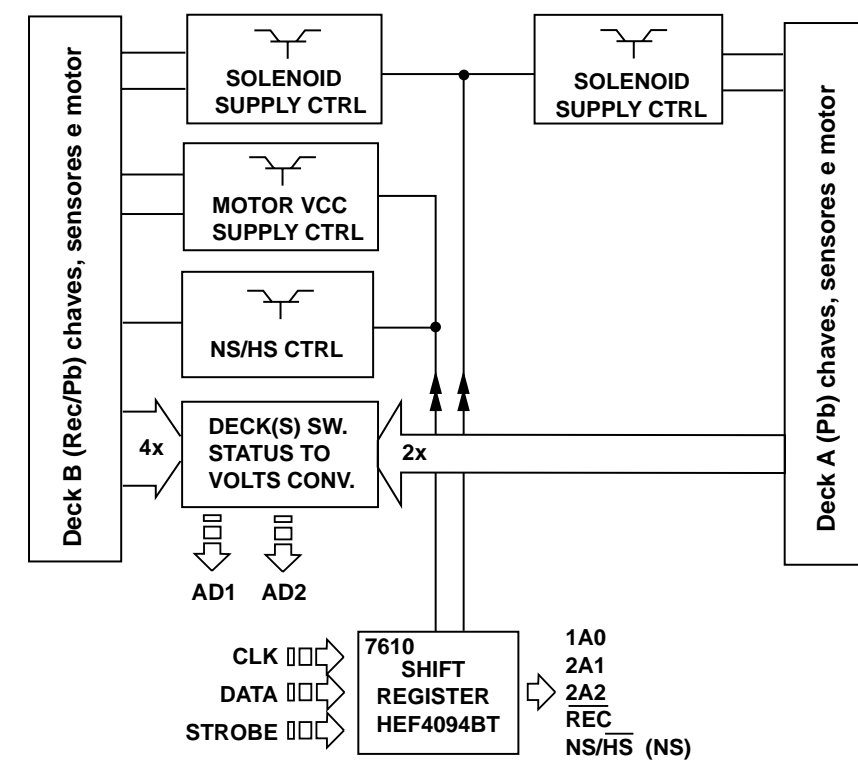 Deck B (Rec/Pb) chaves, sensores e motor
SOLENOID
SUPPLY CTRL
SOLENOID
SUPPLY CTRL
Deck A (Pb) chaves, sensores e motor
MOTOR VCC
SUPPLY CTRL
NS/HS CTRL
4x
DECK(S) SW.
STATUS TO
VOLTS CONV.
2x
AD1 AD2
CLK
DATA
STROBE
7610
SHIFT
REGISTER
HEF4094BT
1A0
2A1
2A2
R̅E̅C̅
NS/H̅S̅ (NS)